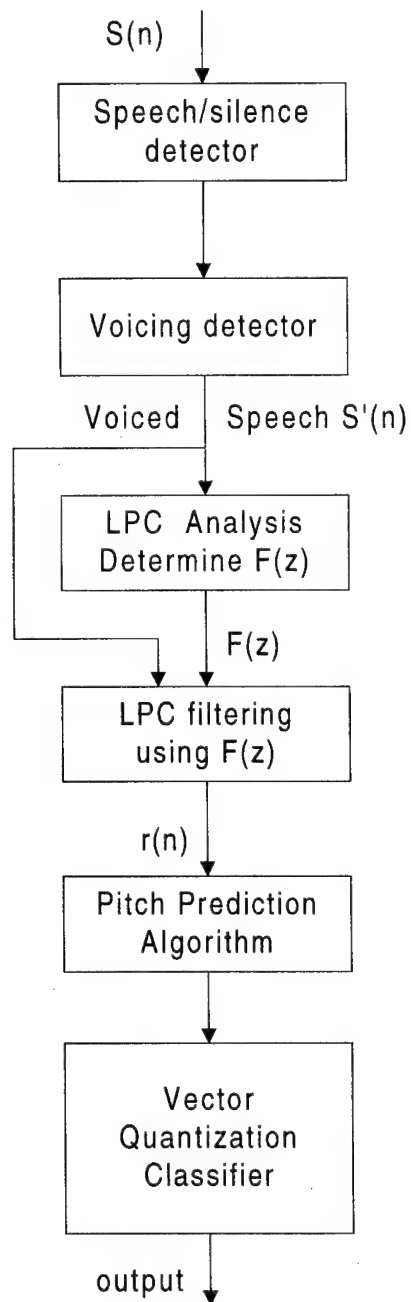 S(n)
Speech/silence
detector
Voicing detector
Voiced Speech S'(n)
LPC Analysis
Determine F(z)
F(z)
LPC filtering
using F(z)
r(n)
Pitch Prediction
Algorithm
Vector
Quantization
Classifier
output